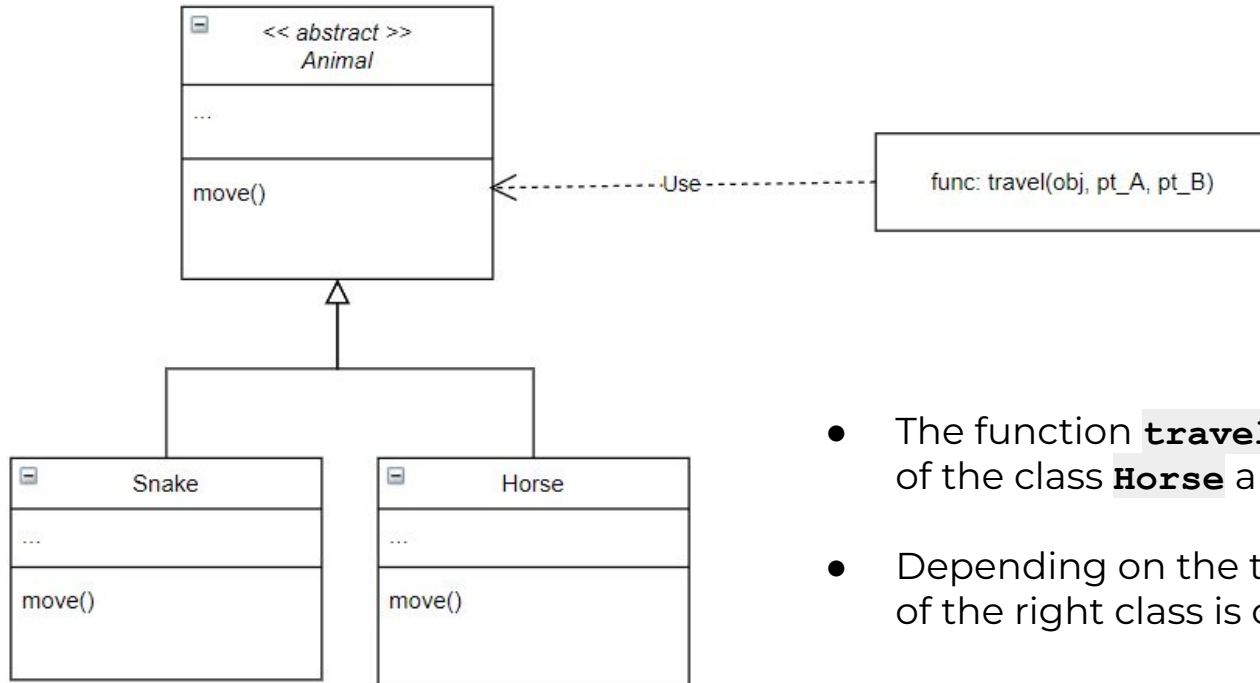 << abstract >>
Animal
...
move()
Use
func: travel(obj, pt_A, pt_B)
Snake
...
move()
Horse
...
move()
● The function
of the class Horse
● Depending on the
of the right class is